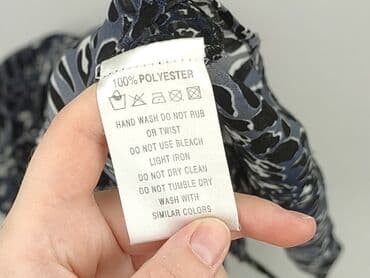 100% POLYESTER
HAND WASH DO NOT RUB
OR TWIST
DO NOT USE BLEACH
LIGHT IRON
DO NOT DRY CLEAN
DO NOT TUMBLE DRY
WASH WITH
SIMILAR COLORS